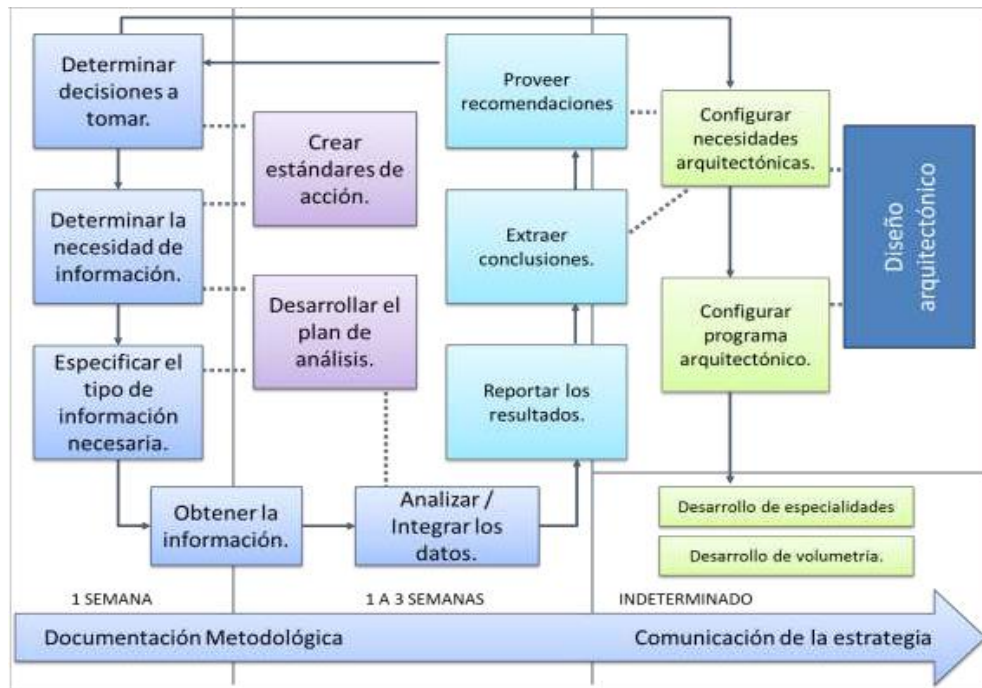 Determinar
decisiones a
tomar.
Determinar la
necesidad de
información.
Especificar el
tipo de
información
necesaria.
Obtener la
información.
Crear
estándares de
acción.
Desarrollar el
plan de
análisis.
Analizar /
Integrar los
datos.
Proveer
recomendaciones
Extraer
conclusiones.
Reportar los
resultados.
Configurar
necesidades
arquitectónicas.
Configurar
programa
arquitectónico.
Diseño
arquitectónico
Desarrollo de especialidades
Desarrollo de volumetría.
1 SEMANA
1 A 3 SEMANAS
INDETERMINADO
Documentación Metodológica
Comunicación de la estrategia